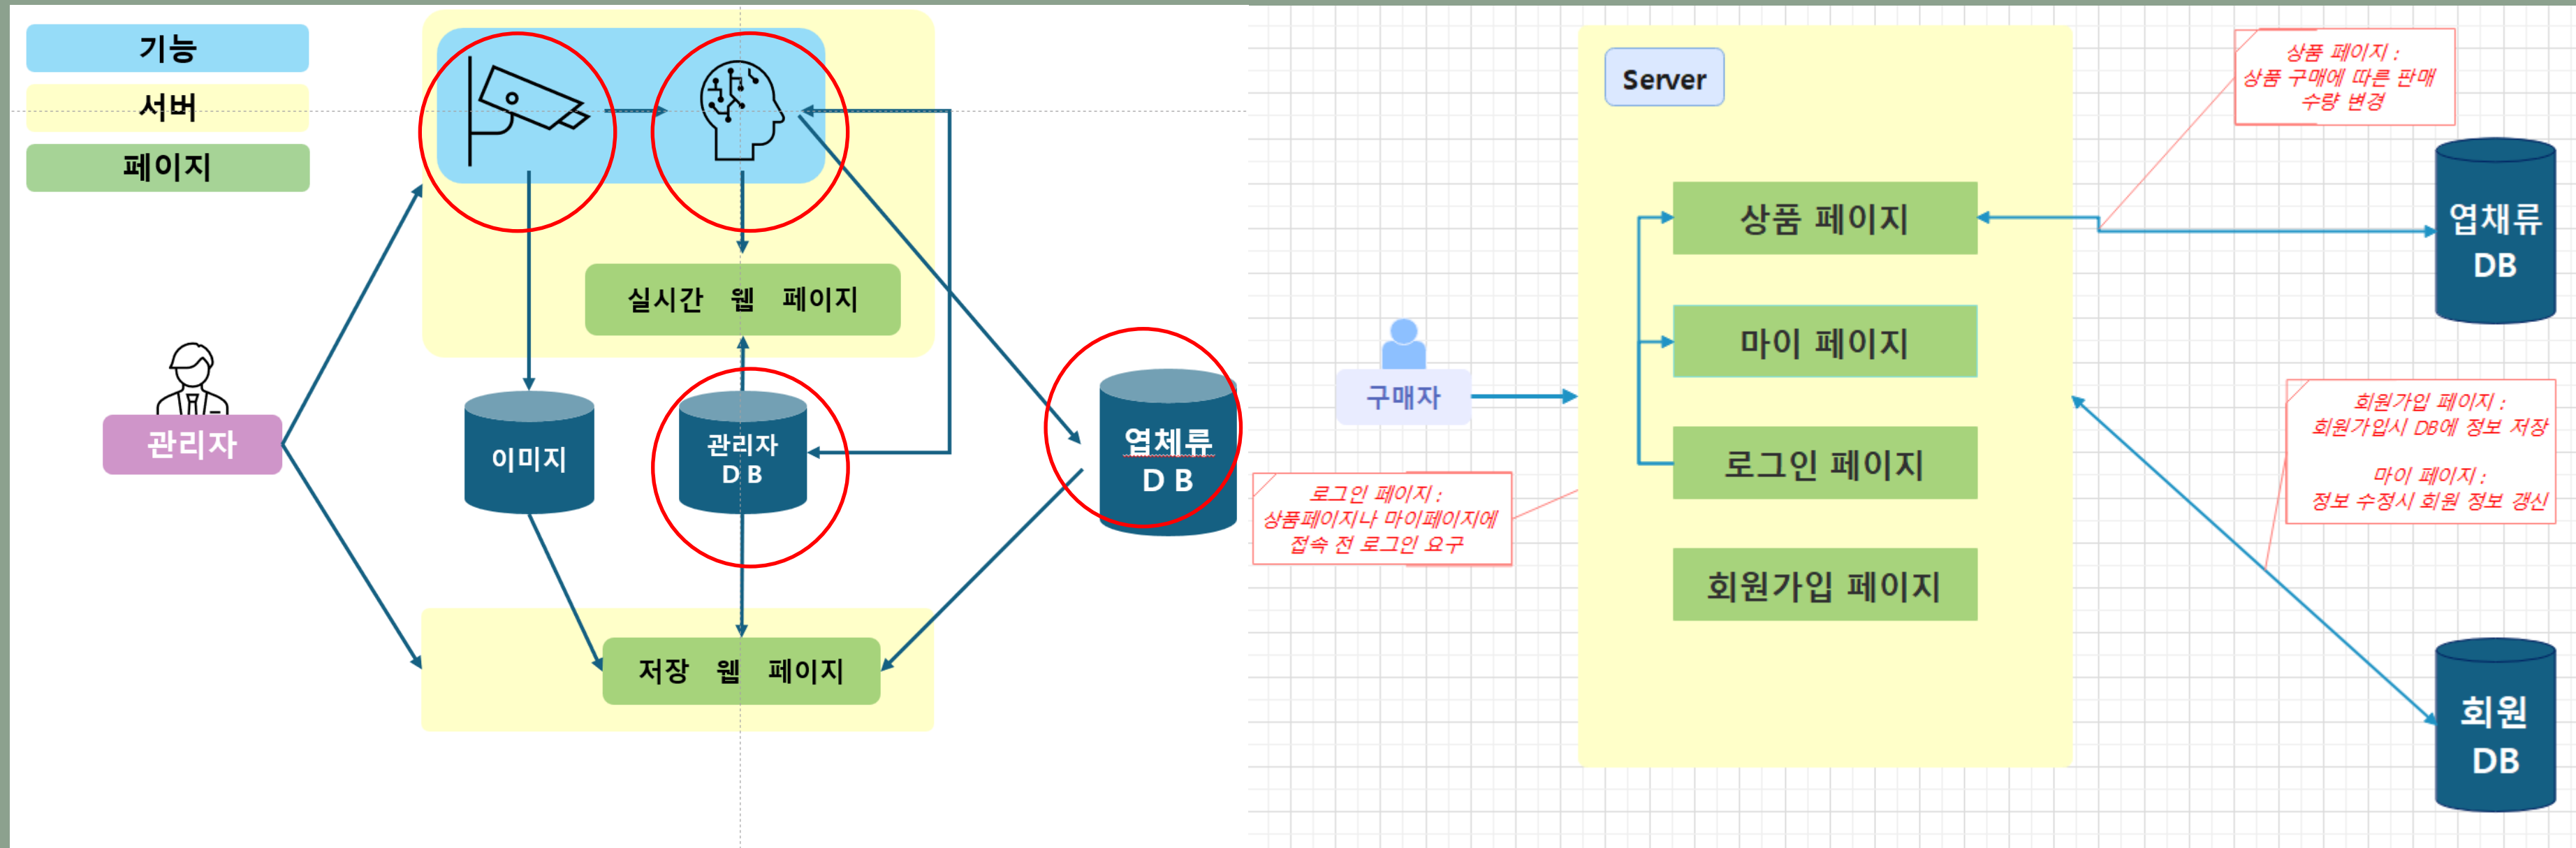 기능
서버
페이지
실시간 웹 페이지
관리자
이미지
관리자
D B
엽체류
D B
저장 웹 페이지
Server
상품 페이지
마이 페이지
로그인 페이지
회원가입 페이지
구매자
로그인 페이지 :
상품페이지나 마이페이지에
접속 전 로그인 요구
상품 페이지 :
상품 구매에 따른 판매
수량 변경
엽채류
DB
회원가입 페이지 :
회원가입시 DB에 정보 저장
마이 페이지 :
정보 수정시 회원 정보 갱신
회원
DB